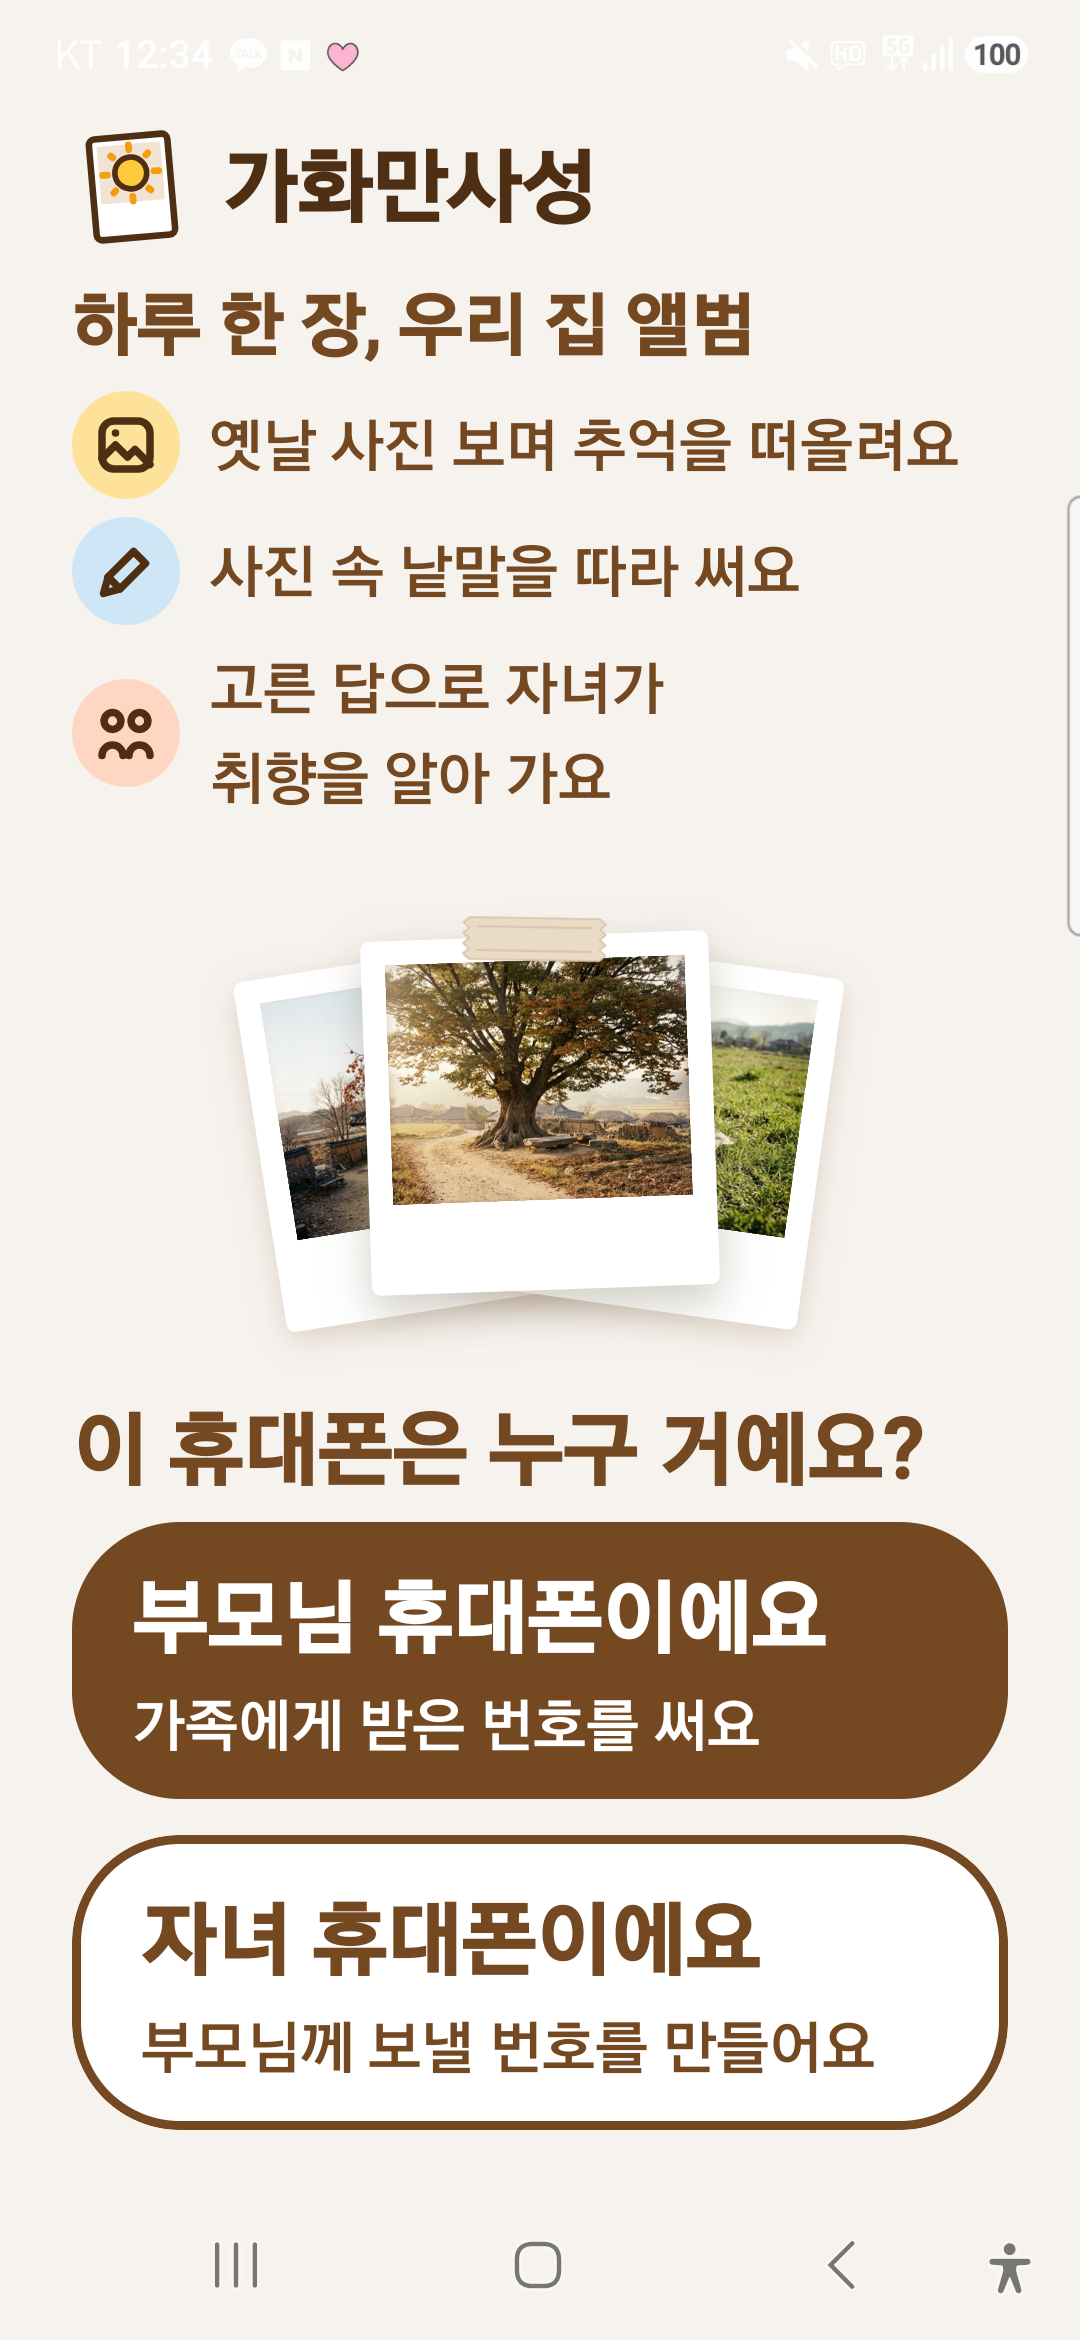 KT 12:34 TALK N HD 5G 100
가화만사성
하루 한 장, 우리 집 앨범
옛날 사진 보며 추억을 떠올려요
사진 속 낱말을 따라 써요
고른 답으로 자녀가
취향을 알아 가요
이 휴대폰은 누구 거예요?
부모님 휴대폰이에요
가족에게 받은 번호를 써요
자녀 휴대폰이에요
부모님께 보낼 번호를 만들어요